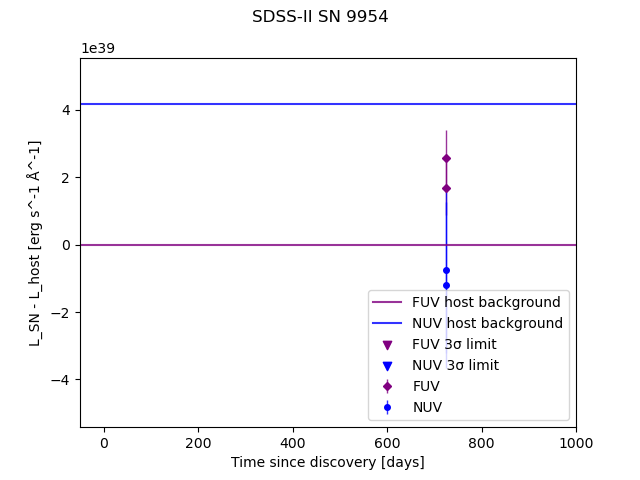 SDSS-II SN 9954
1e39
L_SN - L_host [erg s^-1 Å^-1]
4
2
0
−2
−4
FUV host background
NUV host background
FUV 3σ limit
NUV 3σ limit
FUV
NUV
0 200 400 600 800 1000
Time since discovery [days]